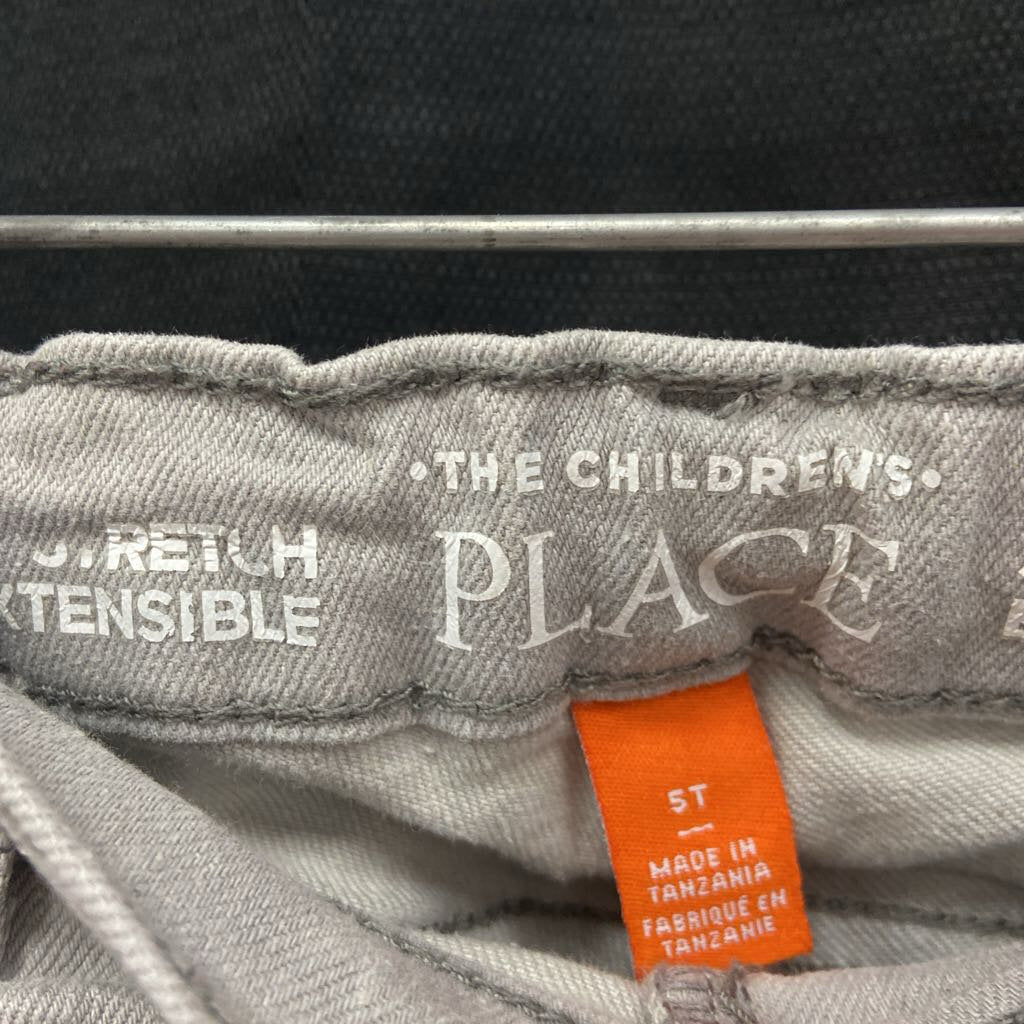 STRETCH
EXTENSIBLE
•THE CHILDREN'S•
PLACE
5T
MADE IN
TANZANIA
FABRIQUÉ EN
TANZANIE